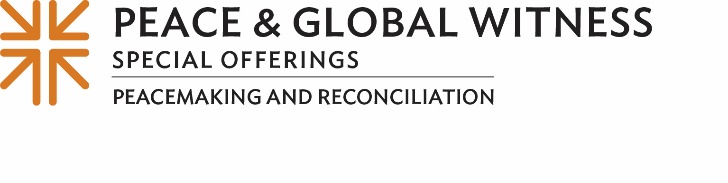 PEACE & GLOBAL WITNESS
SPECIAL OFFERINGS
PEACEMAKING AND RECONCILIATION